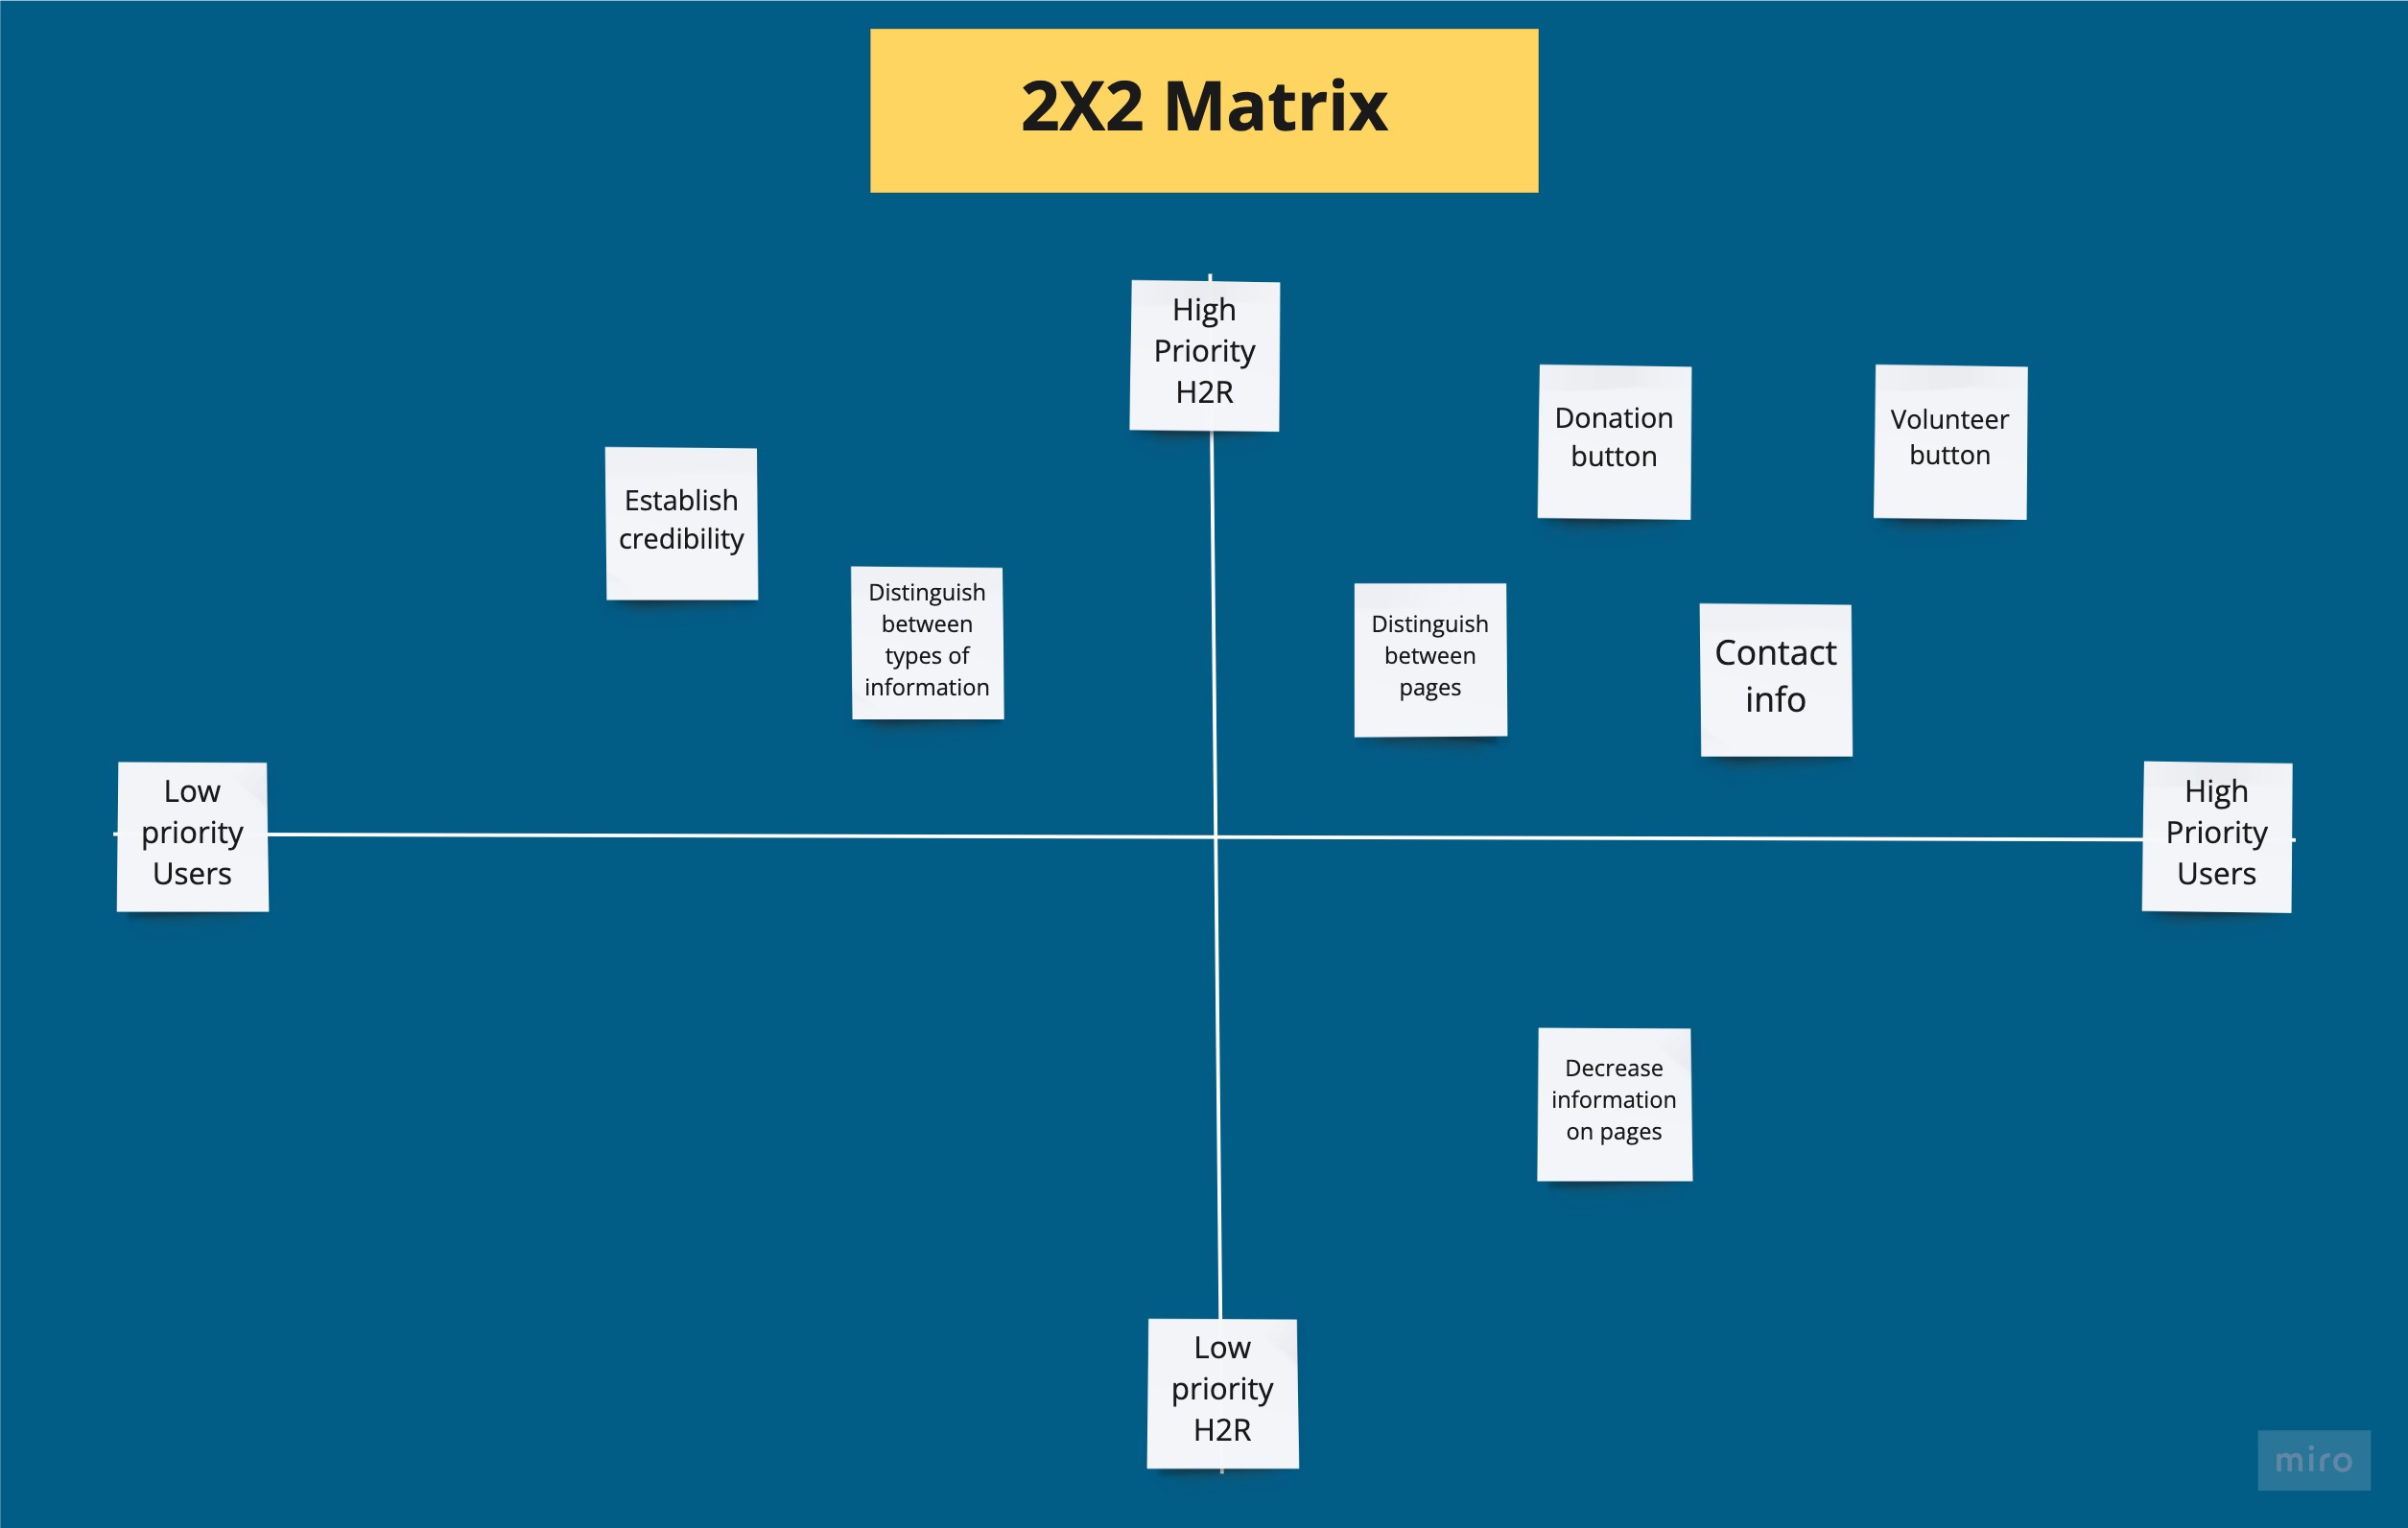 2X2 Matrix
High
Priority
H2R
Donation
button
Volunteer
button
Establish
credibility
Distinguish
between
types of
information
Distinguish
between
pages
Contact
info
Low
priority
Users
High
Priority
Users
Decrease
information
on pages
Low
priority
H2R
miro